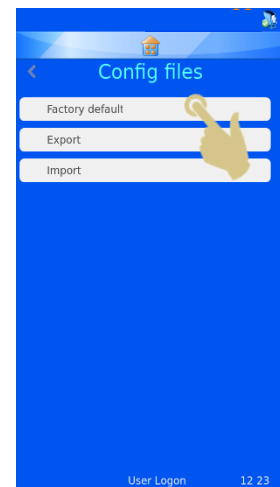 Config files
Factory default
Export
Import
User Logon 12 23